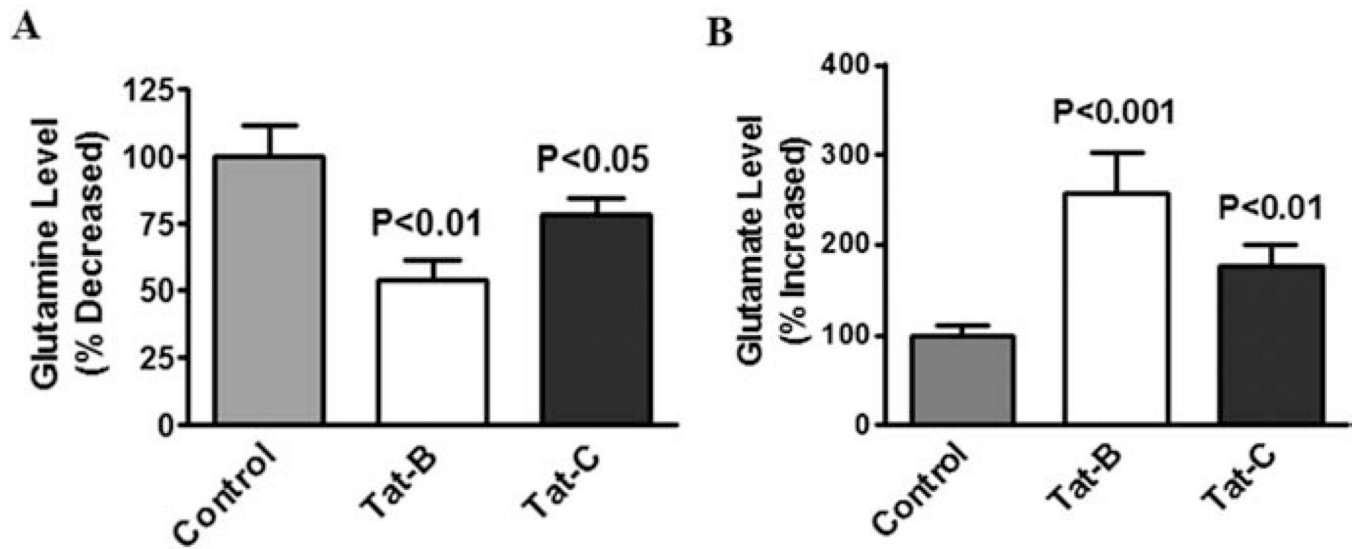 A
Glutamine Level
(% Decreased)
125
100
75
50
25
0
P<0.01
P<0.05
Control
Tat-B
Tat-C
B
Glutamate Level
(% Increased)
400
300
200
100
0
P<0.001
P<0.01
Control
Tat-B
Tat-C